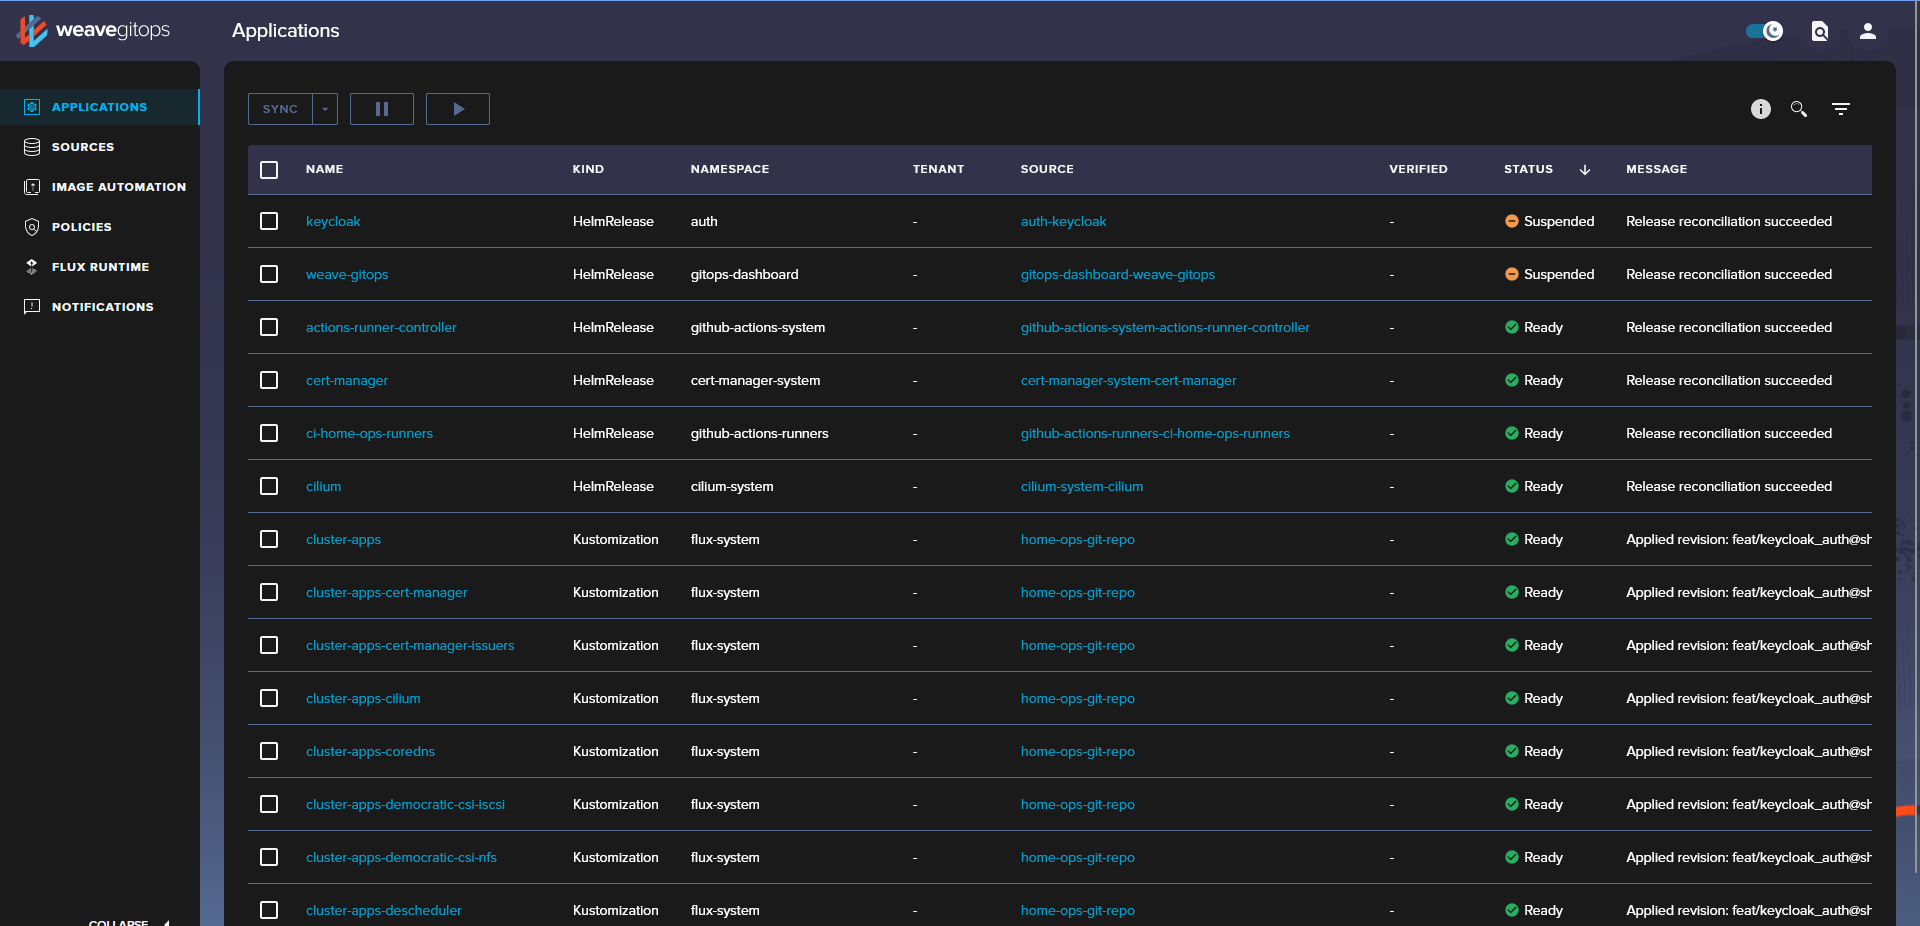 weavegitops
Applications
APPLICATIONS
SOURCES
IMAGE AUTOMATION
POLICIES
FLUX RUNTIME
NOTIFICATIONS
COLLAPSE
SYNC
NAME KIND NAMESPACE TENANT SOURCE VERIFIED STATUS MESSAGE
keycloak HelmRelease auth - auth-keycloak - Suspended Release reconciliation succeeded
weave-gitops HelmRelease gitops-dashboard - gitops-dashboard-weave-gitops - Suspended Release reconciliation succeeded
actions-runner-controller HelmRelease github-actions-system - github-actions-system-actions-runner-controller - Ready Release reconciliation succeeded
cert-manager HelmRelease cert-manager-system - cert-manager-system-cert-manager - Ready Release reconciliation succeeded
ci-home-ops-runners HelmRelease github-actions-runners - github-actions-runners-ci-home-ops-runners - Ready Release reconciliation succeeded
cilium HelmRelease cilium-system - cilium-system-cilium - Ready Release reconciliation succeeded
cluster-apps Kustomization flux-system - home-ops-git-repo - Ready Applied revision: feat/keycloak_auth@sh
cluster-apps-cert-manager Kustomization flux-system - home-ops-git-repo - Ready Applied revision: feat/keycloak_auth@sh
cluster-apps-cert-manager-issuers Kustomization flux-system - home-ops-git-repo - Ready Applied revision: feat/keycloak_auth@sh
cluster-apps-cilium Kustomization flux-system - home-ops-git-repo - Ready Applied revision: feat/keycloak_auth@sh
cluster-apps-coredns Kustomization flux-system - home-ops-git-repo - Ready Applied revision: feat/keycloak_auth@sh
cluster-apps-democratic-csi-iscsi Kustomization flux-system - home-ops-git-repo - Ready Applied revision: feat/keycloak_auth@sh
cluster-apps-democratic-csi-nfs Kustomization flux-system - home-ops-git-repo - Ready Applied revision: feat/keycloak_auth@sh
cluster-apps-descheduler Kustomization flux-system - home-ops-git-repo - Ready Applied revision: feat/keycloak_auth@sh